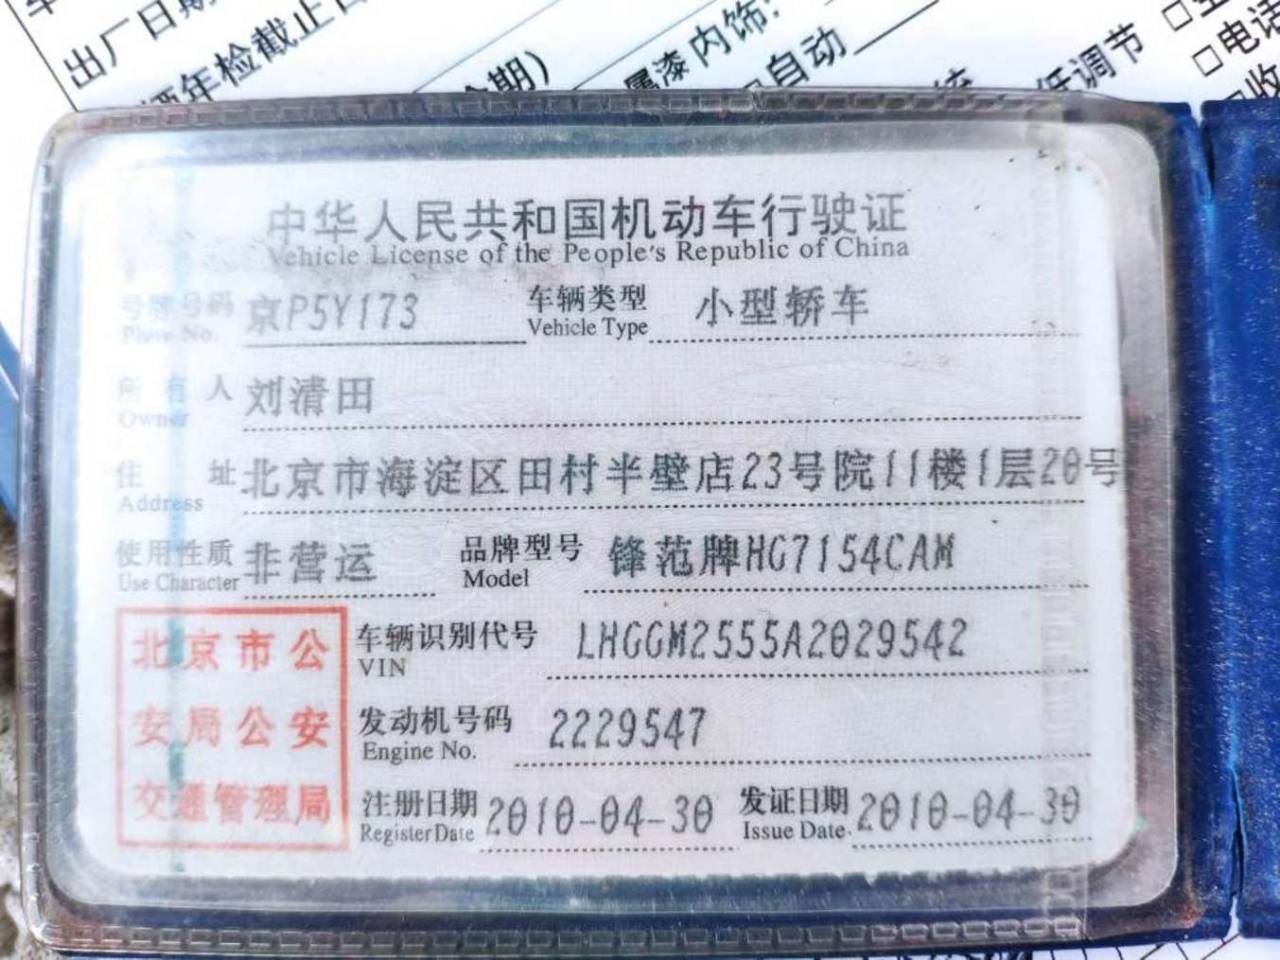 出厂日期
辆年检截止日
金期)
属漆 内饰:
自动
低调节
电话
收
中华人民共和国机动车行驶证
Vehicle License of the People's Republic of China
号牌号码 京P5Y173 车辆类型 小型轿车
Plate No. Vehicle Type
所有人 刘清田
Owner
住址 北京市海淀区田村半壁店23号院11楼1层20号
Address
使用性质 非营运 品牌型号 锋范牌HG7154CAM
Use Character Model
北京市公
安局公安
交通管理局
车辆识别代号 LHGGM2555A2029542
VIN
发动机号码 2229547
Engine No.
注册日期 2010-04-30 发证日期 2010-04-30
Register Date Issue Date